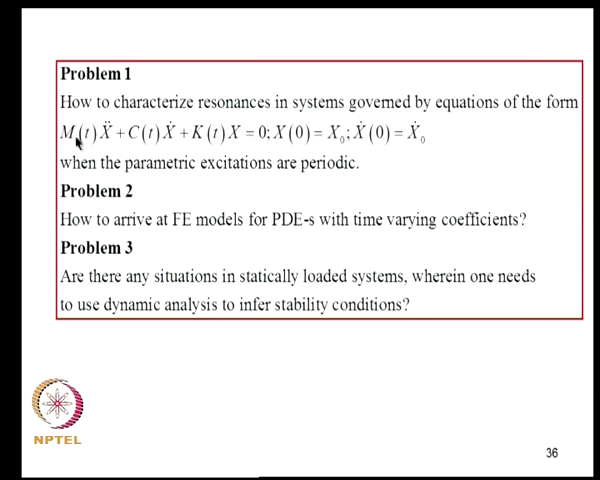 Problem 1
How to characterize resonances in systems governed by equations of the form
M(t)Ẍ + C(t)Ẋ + K(t)X = 0; X(0) = X₀; Ẋ(0) = Ẋ₀
when the parametric excitations are periodic.
Problem 2
How to arrive at FE models for PDE-s with time varying coefficients?
Problem 3
Are there any situations in statically loaded systems, wherein one needs
to use dynamic analysis to infer stability conditions?
NPTEL
36